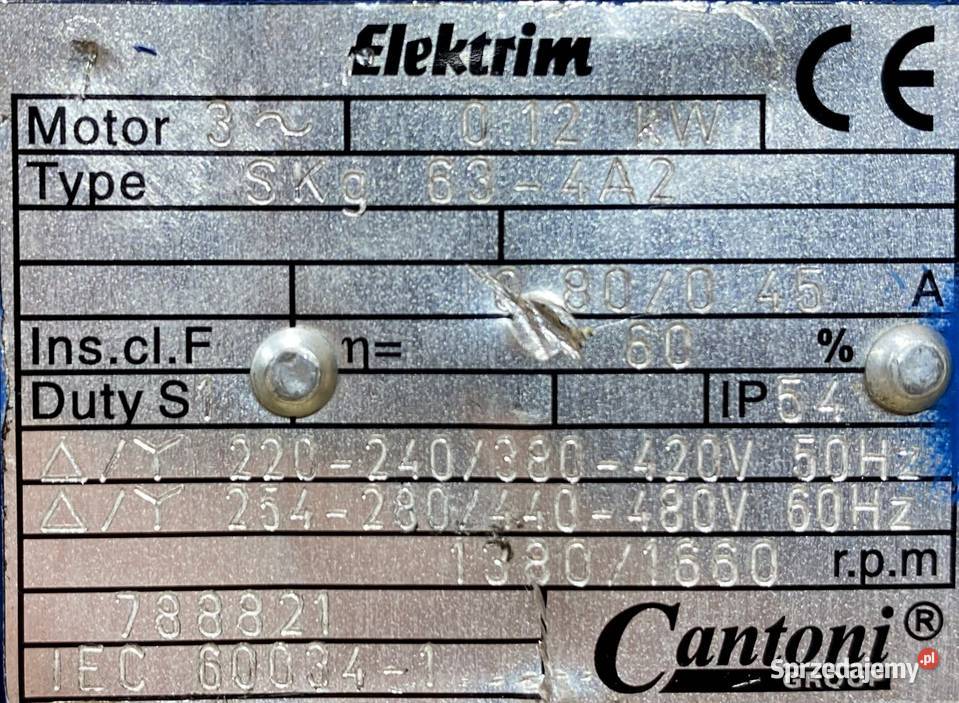 Elektrim
CE
Motor 3~ 0.12 kW
Type SKg 63-4A2
0.80/0.45 A
Ins.cl.F η= 60 %
Duty S1 IP54
△/Y 220-240/380-420V 50Hz
△/Y 254-280/440-480V 60Hz
1380/1660 r.p.m
788821
IEC 60034-1
Cantoni®
GROUP
Sprzedajemy.pl